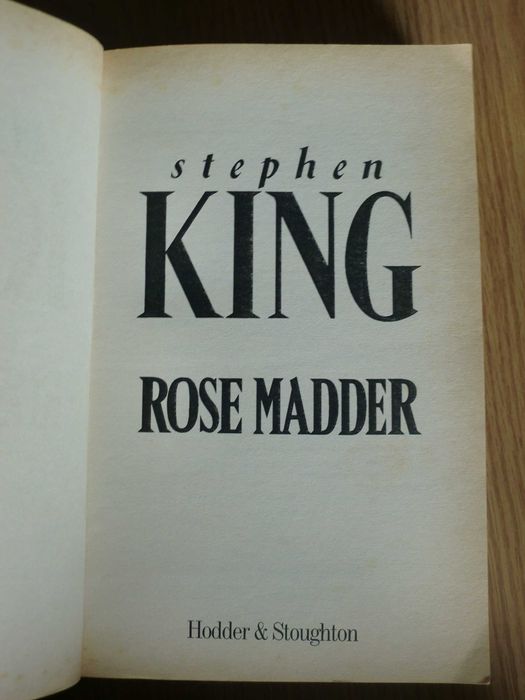 stephen
KING
ROSE MADDER
Hodder & Stoughton